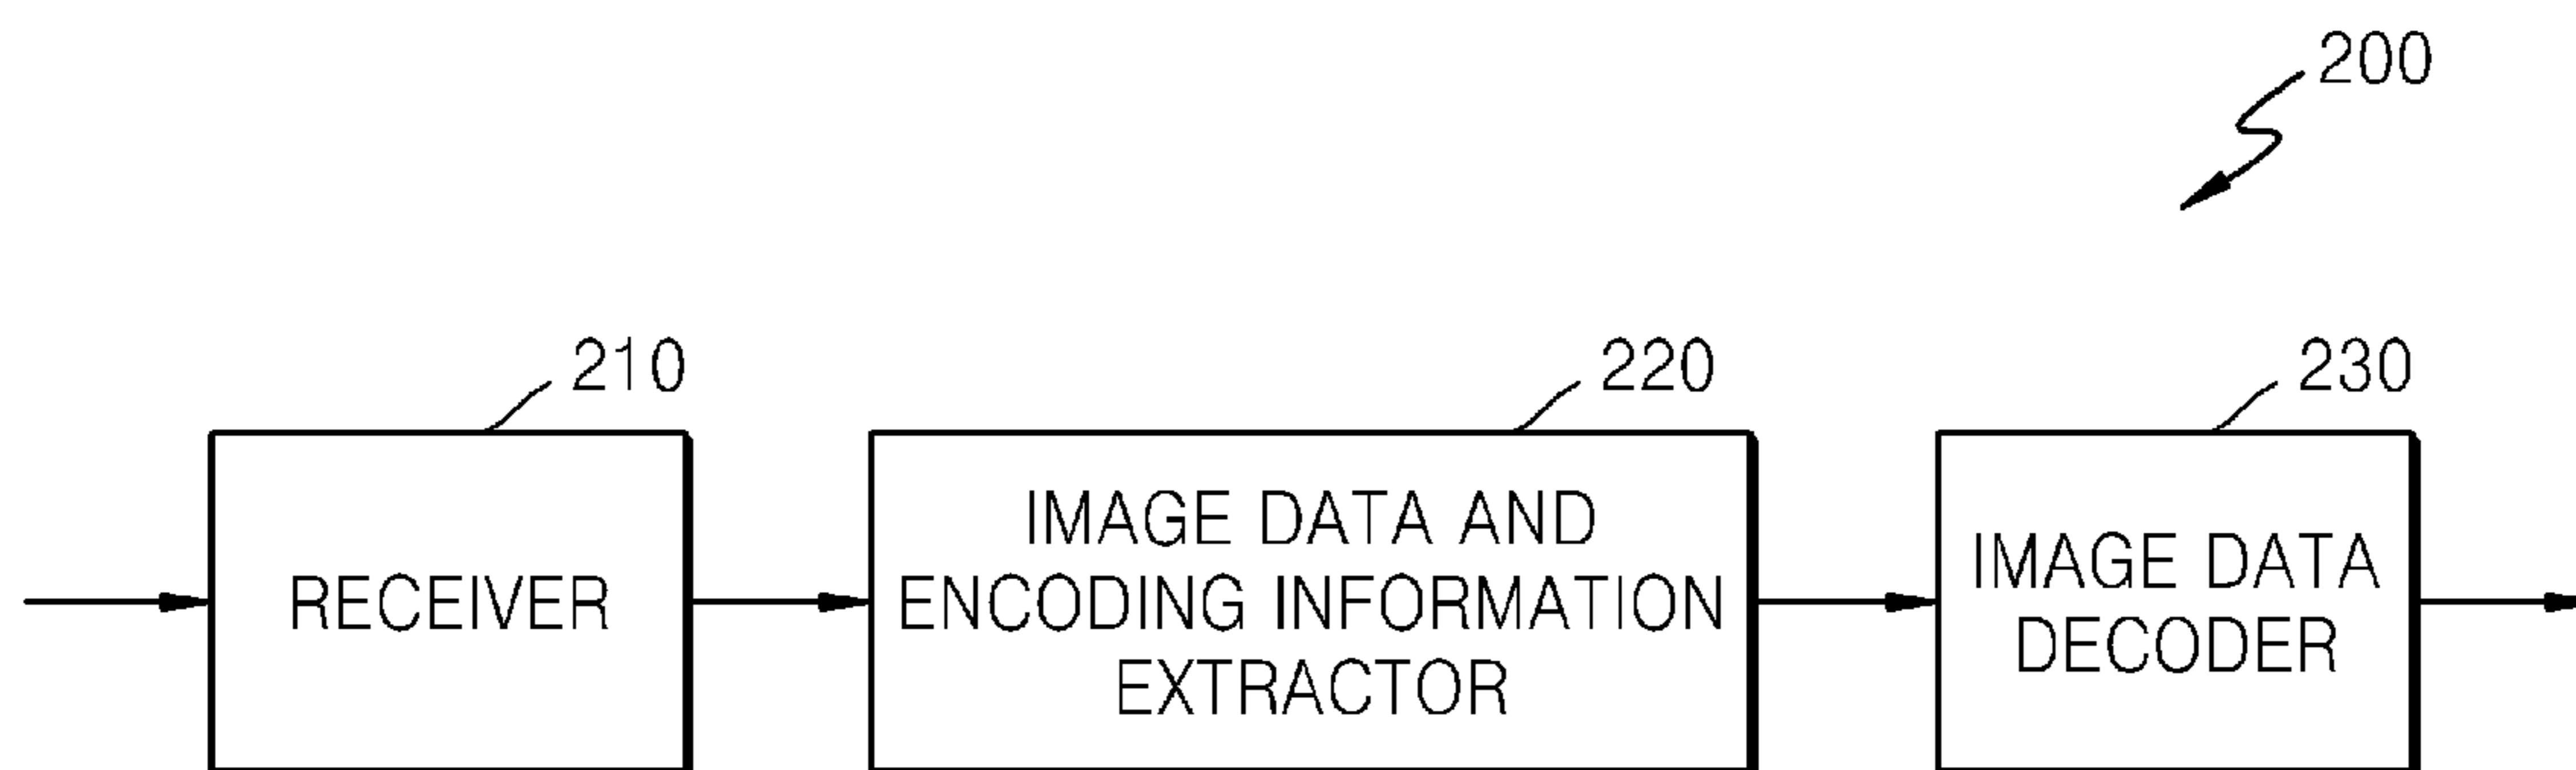 200
210
220
230
RECEIVER
IMAGE DATA AND
ENCODING INFORMATION
EXTRACTOR
IMAGE DATA
DECODER